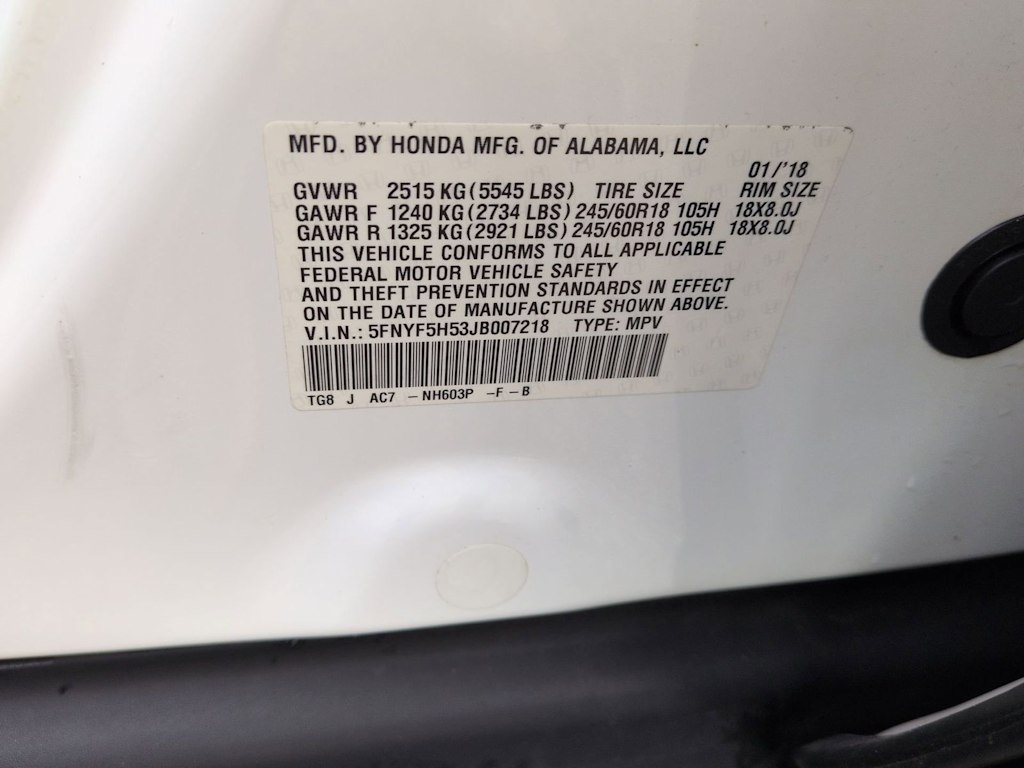 MFD. BY HONDA MFG. OF ALABAMA, LLC
01/'18
GVWR 2515 KG (5545 LBS) TIRE SIZE RIM SIZE
GAWR F 1240 KG (2734 LBS) 245/60R18 105H 18X8.0J
GAWR R 1325 KG (2921 LBS) 245/60R18 105H 18X8.0J
THIS VEHICLE CONFORMS TO ALL APPLICABLE
FEDERAL MOTOR VEHICLE SAFETY
AND THEFT PREVENTION STANDARDS IN EFFECT
ON THE DATE OF MANUFACTURE SHOWN ABOVE.
V.I.N.: 5FNYF5H53JB007218 TYPE: MPV
TG8 J AC7 -NH603P -F-B